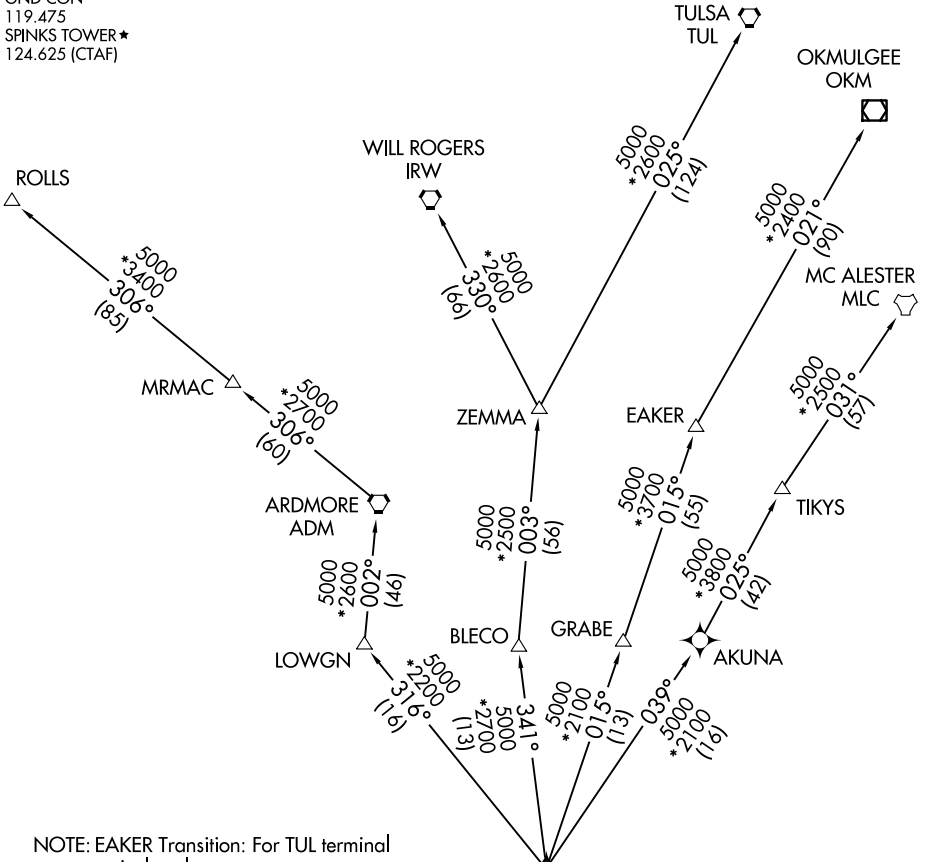 119.475
SPINKS TOWER★
124.625 (CTAF)
TULSA
TUL
OKMULGEE
OKM
WILL ROGERS
IRW
ROLLS
5000
*2600
025°
(124)
5000
*2400
021°
(90)
MC ALESTER
MLC
5000
*3400
306°
(85)
5000
*2600
330°
(66)
MRMAC
5000
*2700
306°
(60)
ZEMMA
EAKER
5000
*2500
031°
(57)
ARDMORE
ADM
TIKYS
5000
*2500
003°
(56)
5000
*3700
015°
(55)
5000
*2600
002°
(46)
5000
*3800
025°
(42)
LOWGN
BLECO
GRABE
AKUNA
5000
*2200
316°
(16)
341°
5000
*2700
(13)
5000
*2100
015°
(13)
039°
5000
*2100
(16)
NOTE: EAKER Transition: For TUL terminal